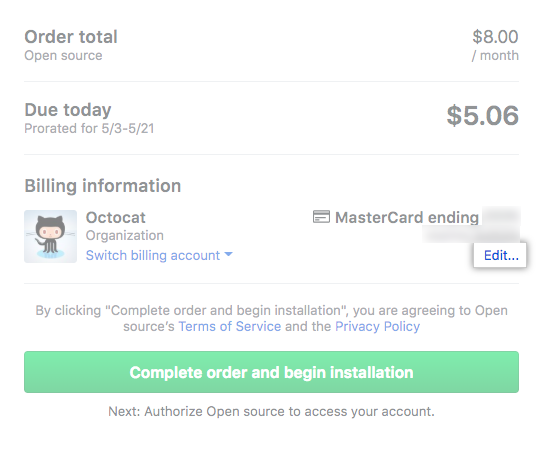 Order total $8.00
Open source / month
Due today $5.06
Prorated for 5/3-5/21
Billing information
Octocat MasterCard ending
Organization
Switch billing account Edit...
By clicking "Complete order and begin installation", you are agreeing to Open
source's Terms of Service and the Privacy Policy
Complete order and begin installation
Next: Authorize Open source to access your account.